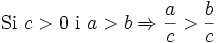 Si c > 0 i a > b ⇒ a/c > b/c